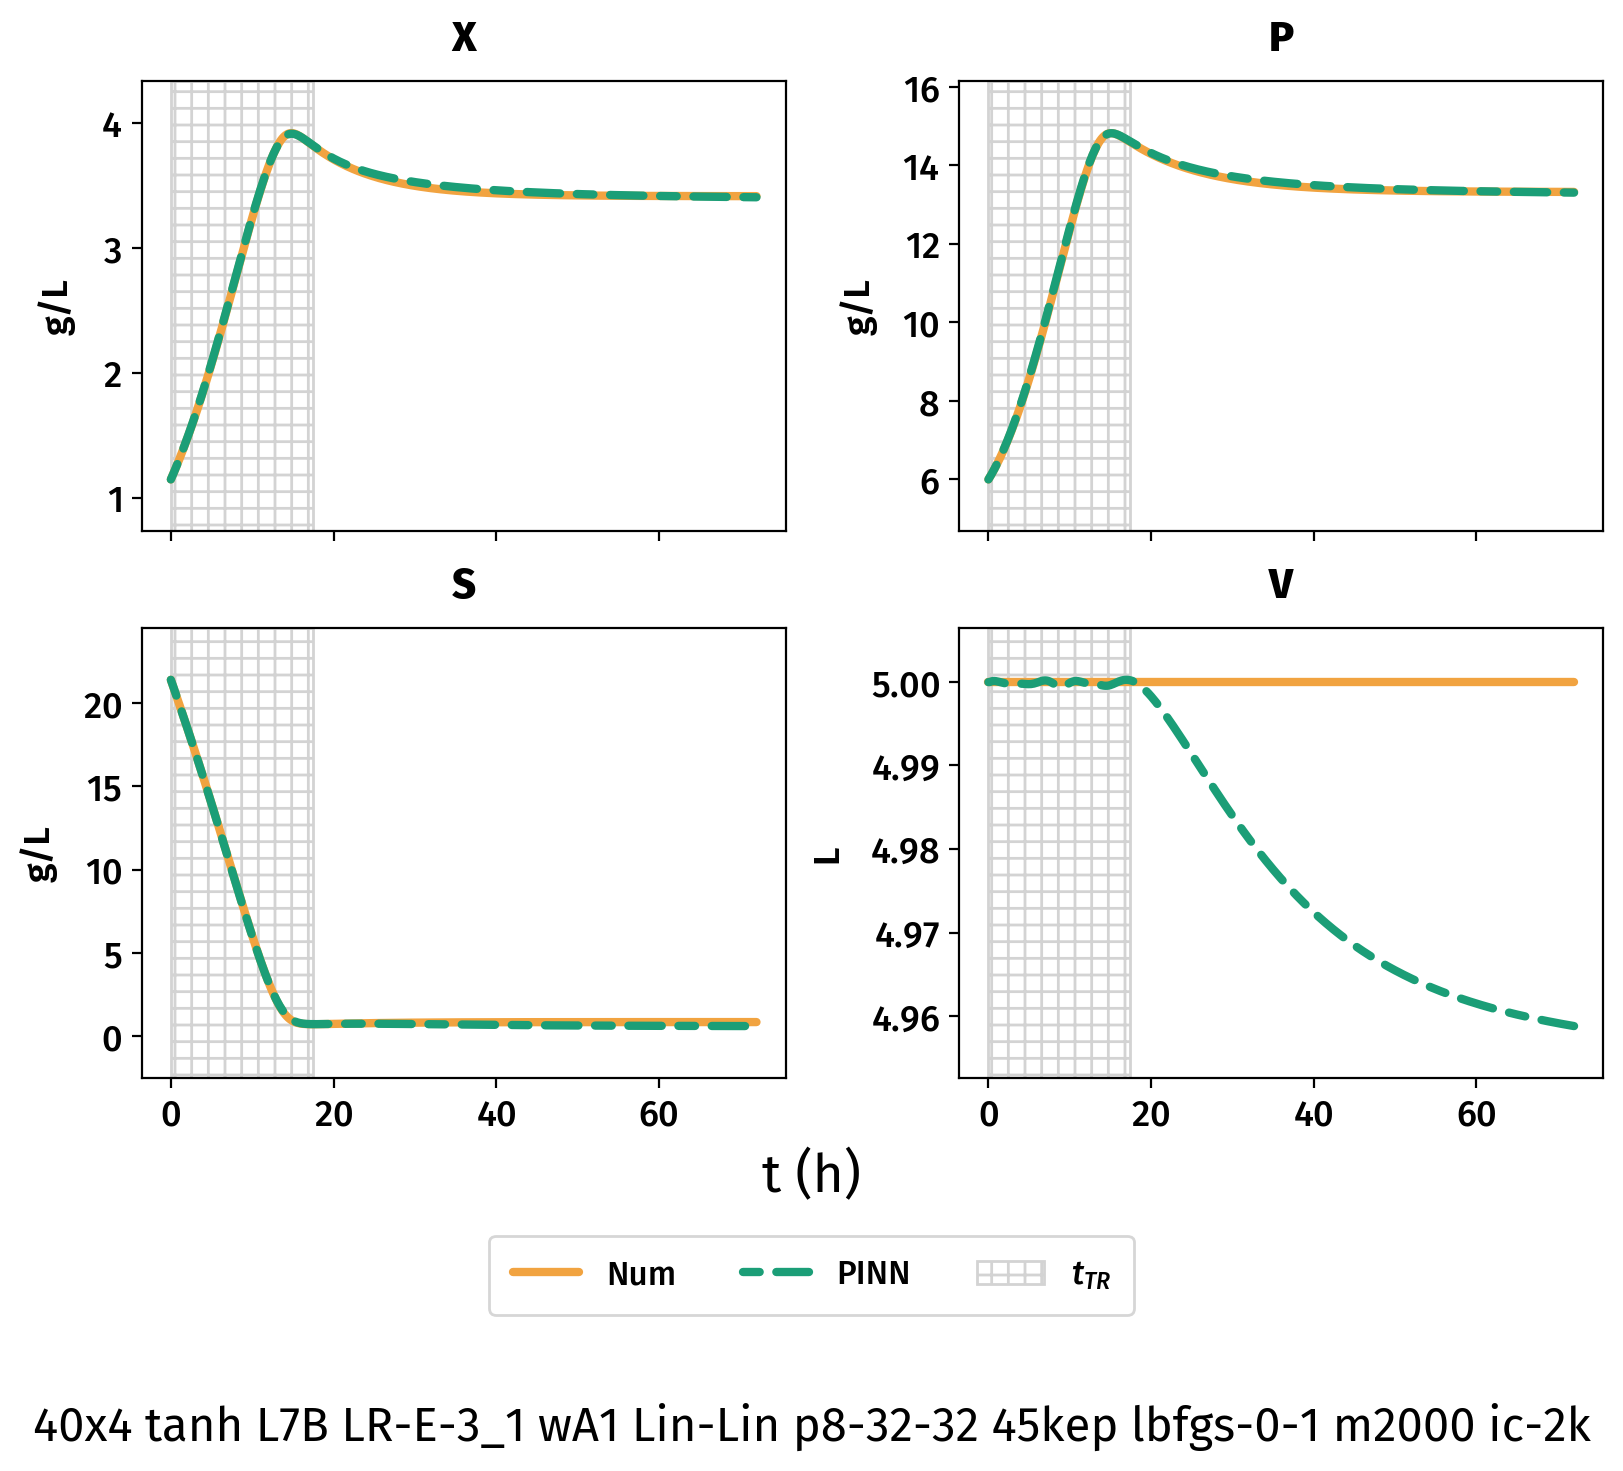 X
4
3
2
1
g/L
P
16
14
12
10
8
6
g/L
S
20
15
10
5
0
g/L
0 20 40 60
V
5.00
4.99
4.98
4.97
4.96
L
0 20 40 60
t (h)
Num PINN t_TR
40x4 tanh L7B LR-E-3_1 wA1 Lin-Lin p8-32-32 45kep lbfgs-0-1 m2000 ic-2k